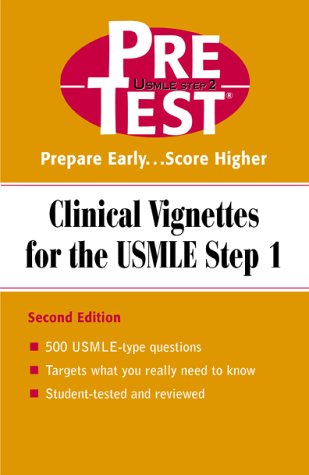 PRE
USMLE STEP 2
TEST®
Prepare Early...Score Higher
Clinical Vignettes
for the USMLE Step 1
Second Edition
500 USMLE-type questions
Targets what you really need to know
Student-tested and reviewed